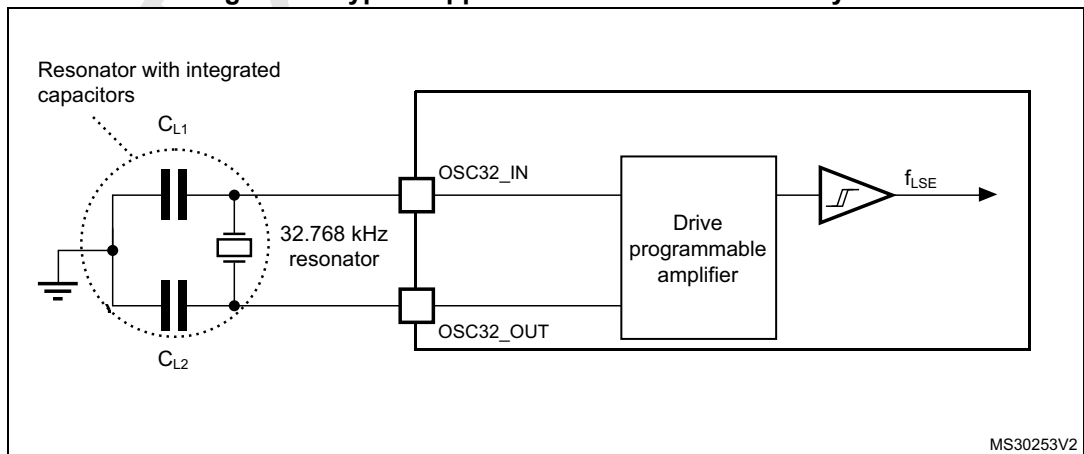 Resonator with integrated
capacitors
C_L1
OSC32_IN
32.768 kHz
resonator
Drive
programmable
amplifier
f_LSE
OSC32_OUT
C_L2
MS30253V2